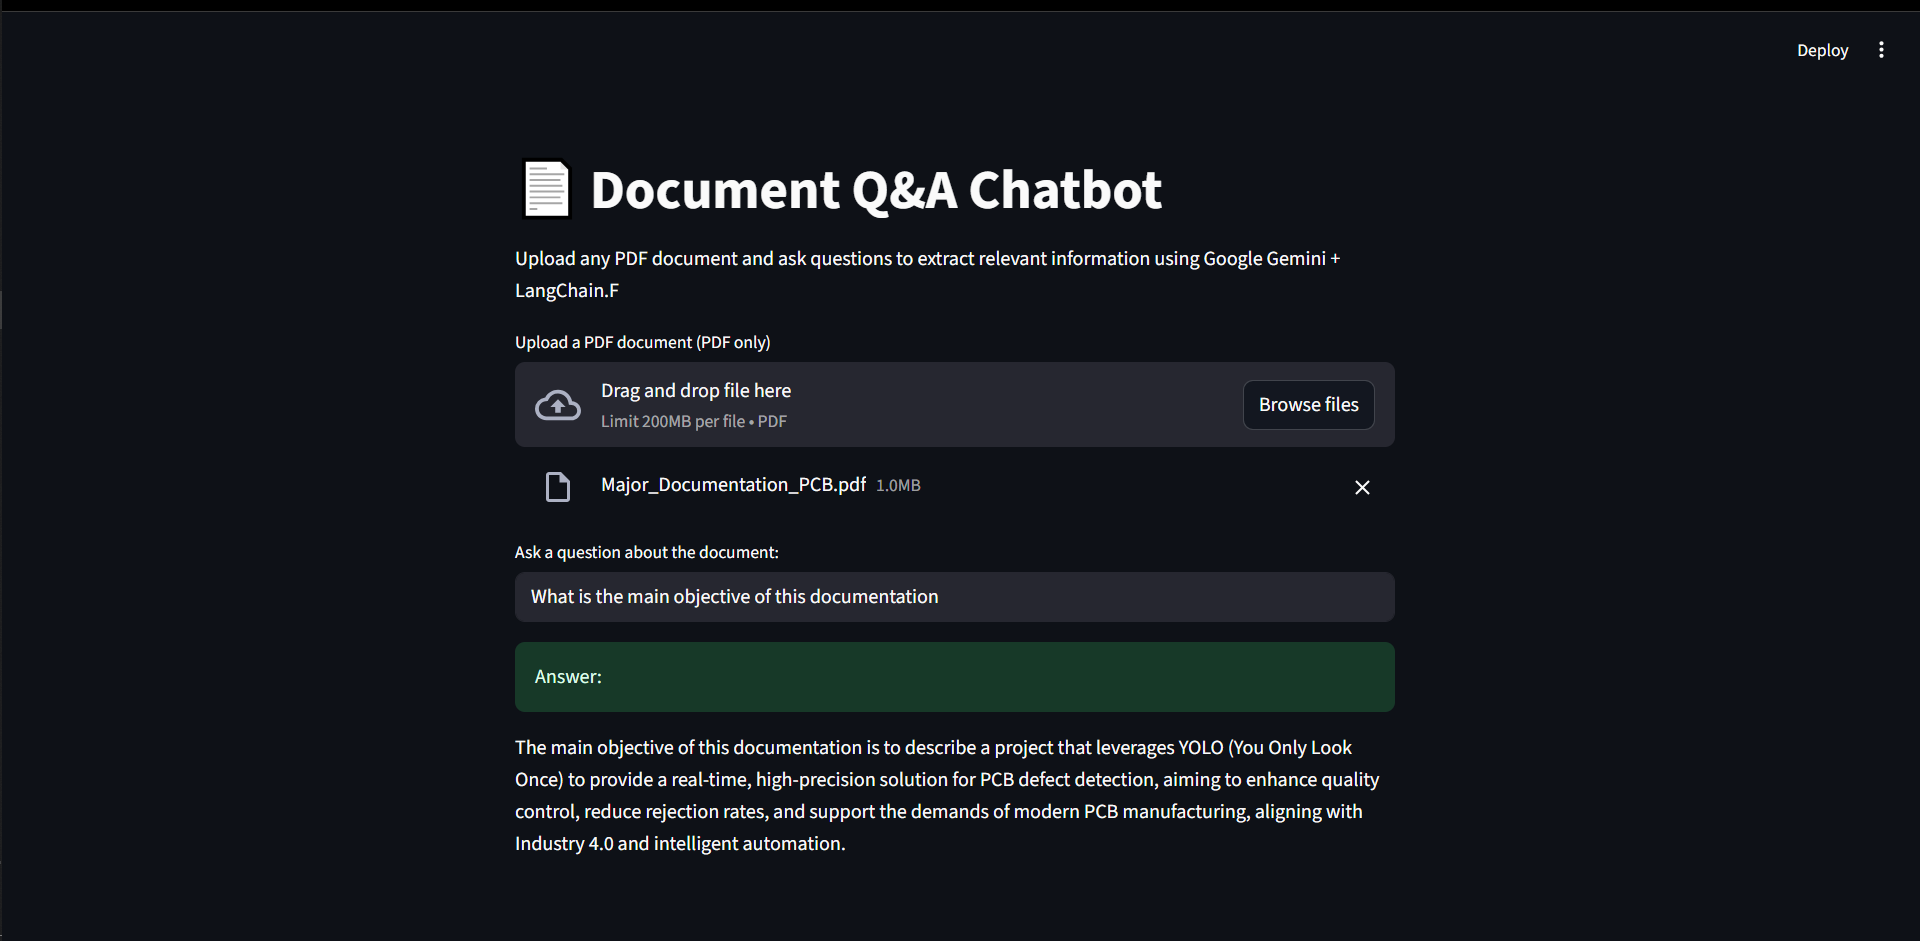 Deploy
Document Q&A Chatbot
Upload any PDF document and ask questions to extract relevant information using Google Gemini +
LangChain.F
Upload a PDF document (PDF only)
Drag and drop file here
Limit 200MB per file • PDF
Browse files
Major_Documentation_PCB.pdf 1.0MB
Ask a question about the document:
What is the main objective of this documentation
Answer:
The main objective of this documentation is to describe a project that leverages YOLO (You Only Look
Once) to provide a real-time, high-precision solution for PCB defect detection, aiming to enhance quality
control, reduce rejection rates, and support the demands of modern PCB manufacturing, aligning with
Industry 4.0 and intelligent automation.